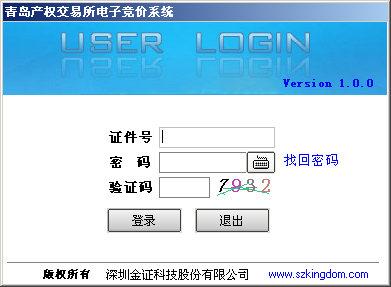 青岛产权交易所电子竞价系统
USER LOGIN
Version 1.0.0
证件号
密 码 找回密码
验证码 7932
登录 退出
版权所有 深圳金证科技股份有限公司 www.szkingdom.com